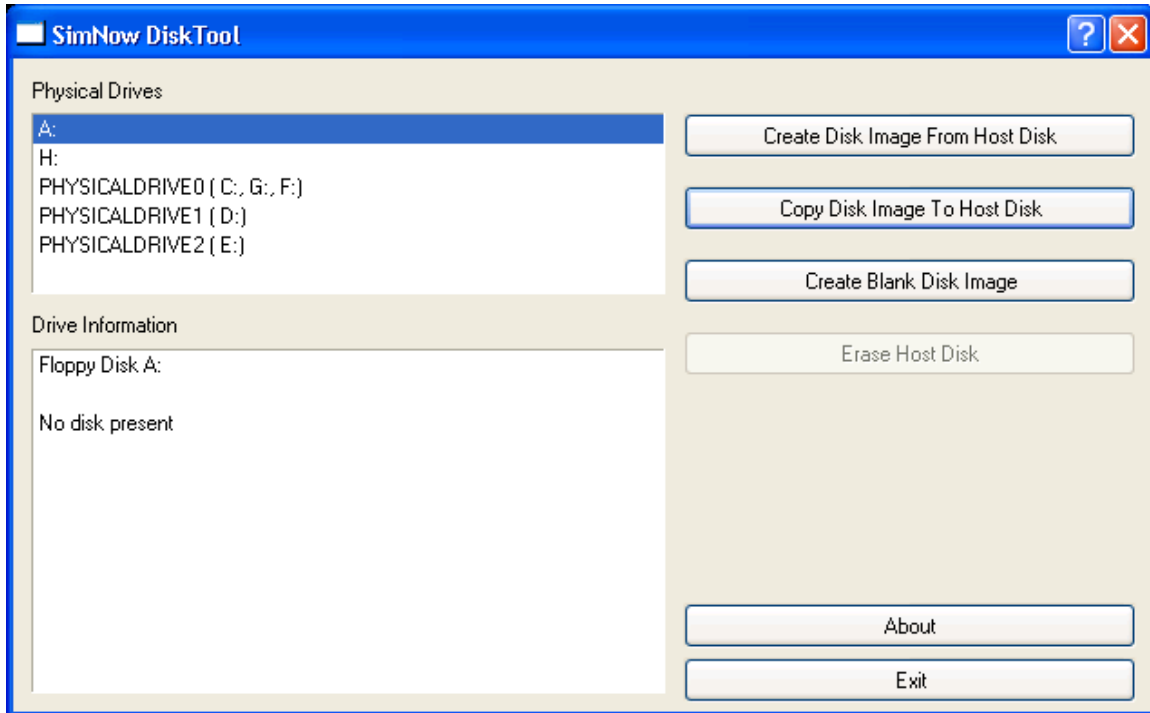 SimNow DiskTool
?
Physical Drives
A:
H:
PHYSICALDRIVE0 ( C:, G:, F:)
PHYSICALDRIVE1 ( D:)
PHYSICALDRIVE2 ( E:)
Drive Information
Floppy Disk A:
No disk present
Create Disk Image From Host Disk
Copy Disk Image To Host Disk
Create Blank Disk Image
Erase Host Disk
About
Exit